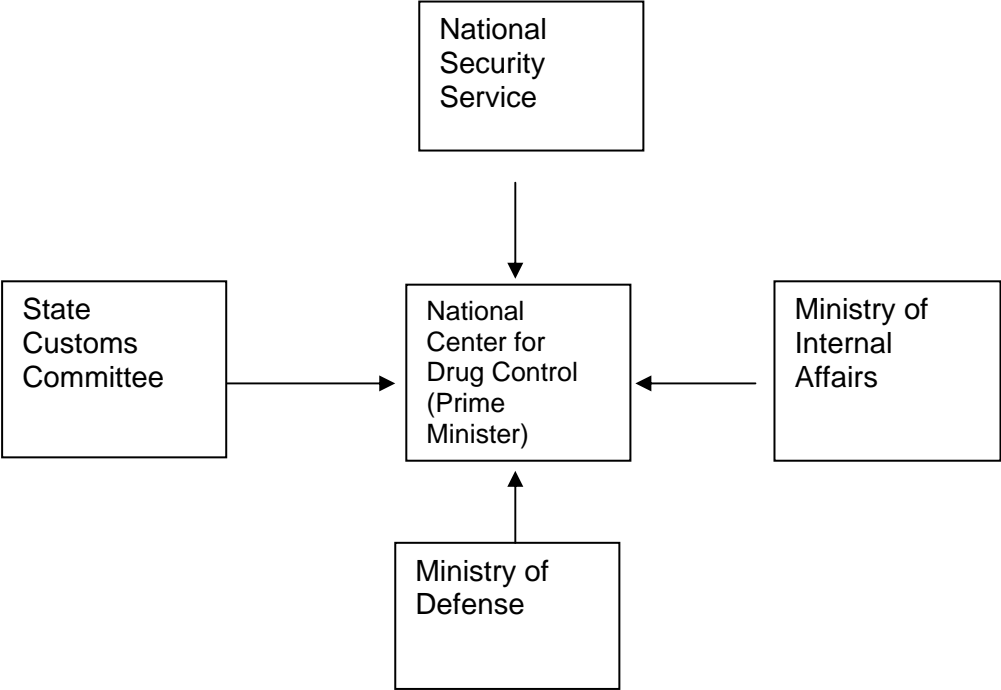 National
Security
Service
State
Customs
Committee
National
Center for
Drug Control
(Prime
Minister)
Ministry of
Internal
Affairs
Ministry of
Defense